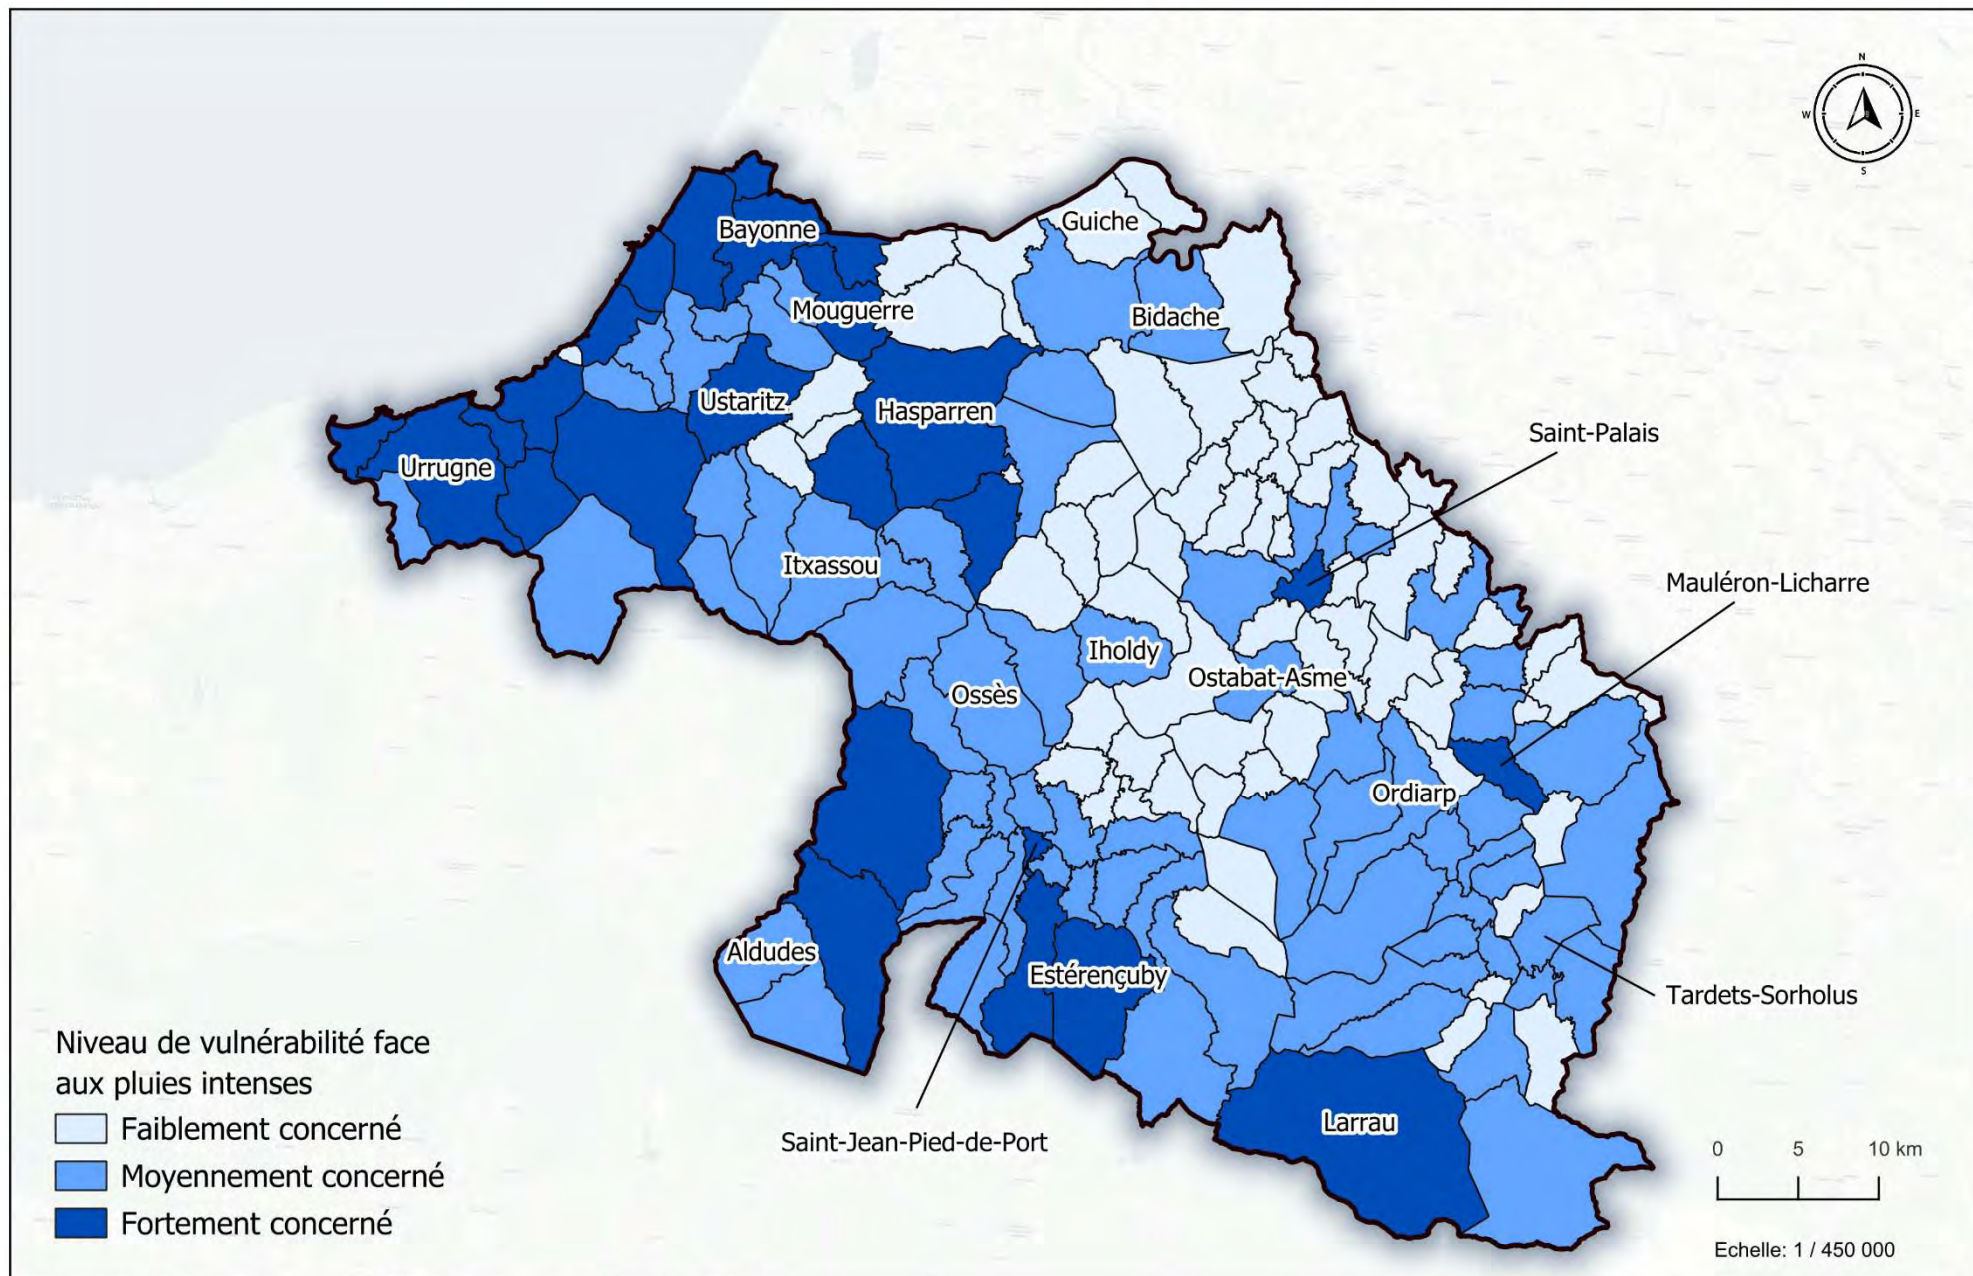 N
W
E
S
Guiche
Bayonne
Mouguerre
Bidache
Ustaritz
Hasparren
Saint-Palais
Urrugne
Itxassou
Mauléron-Licharre
Iholdy
Ostabat-Asme
Ossès
Ordiarp
Aldudes
Estérençuby
Tardets-Sorholus
Larrau
Saint-Jean-Pied-de-Port
Niveau de vulnérabilité face
aux pluies intenses
Faiblement concerné
Moyennement concerné
Fortement concerné
0 5 10 km
Echelle: 1 / 450 000